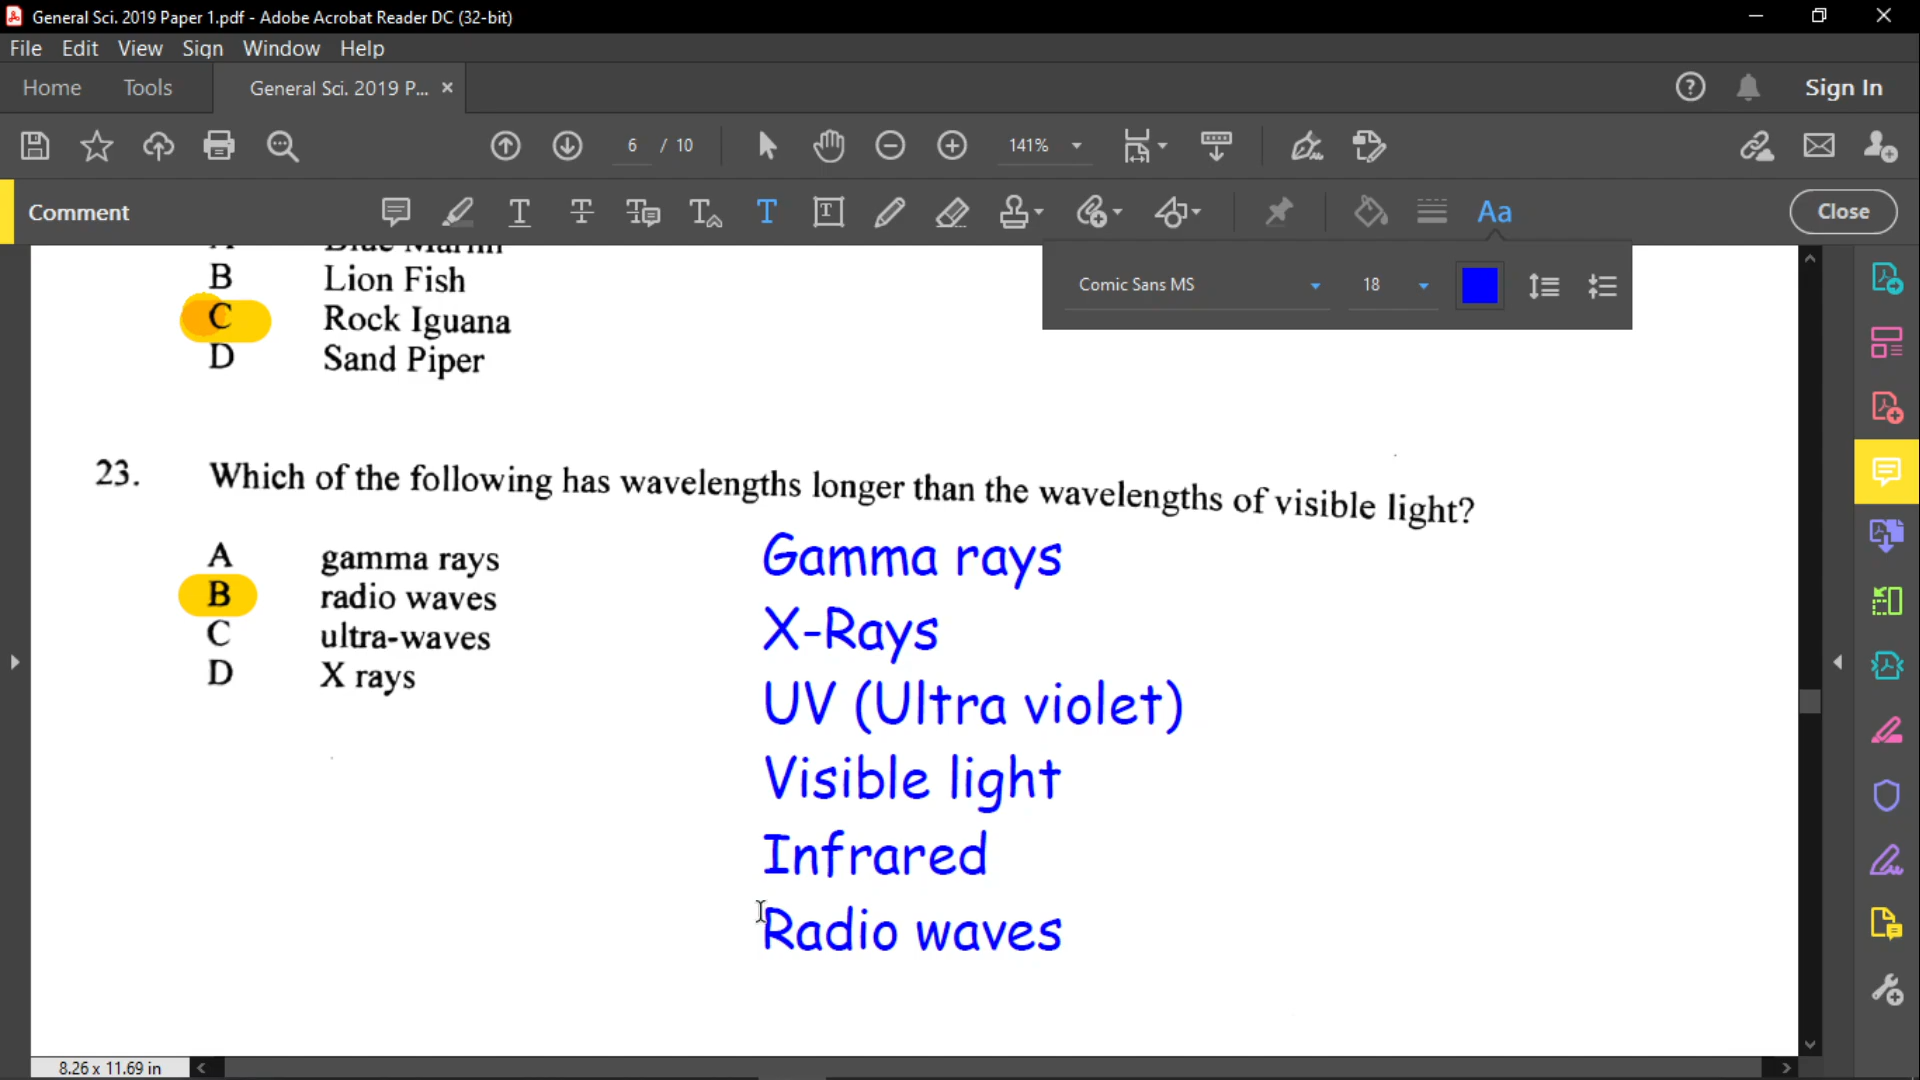 General Sci. 2019 Paper 1.pdf - Adobe Acrobat Reader DC (32-bit)
File Edit View Sign Window Help
Home Tools General Sci. 2019 P... × Sign In
6 / 10 141%
Comment Close
Comic Sans MS 18
Aa
A Blue Marlin
B Lion Fish
C Rock Iguana
D Sand Piper
23. Which of the following has wavelengths longer than the wavelengths of visible light?
A gamma rays
B radio waves
C ultra-waves
D X rays
Gamma rays
X-Rays
UV (Ultra violet)
Visible light
Infrared
Radio waves
8.26 x 11.69 in